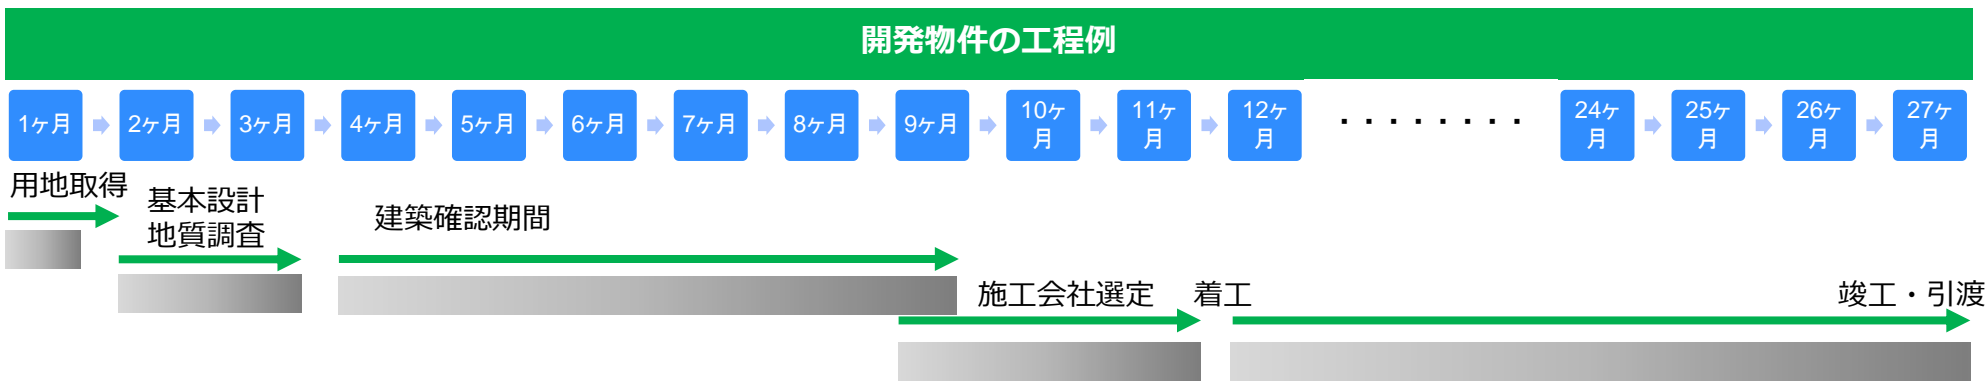 開発物件の工程例
1ヶ月
2ヶ月
3ヶ月
4ヶ月
5ヶ月
6ヶ月
7ヶ月
8ヶ月
9ヶ月
10ヶ
月
11ヶ
月
12ヶ
月
・・・・・・・・
24ケ
月
25ケ
月
26ケ
月
27ケ
月
用地取得
基本設計
地質調査
建築確認期間
施工会社選定
着工
竣工・引渡